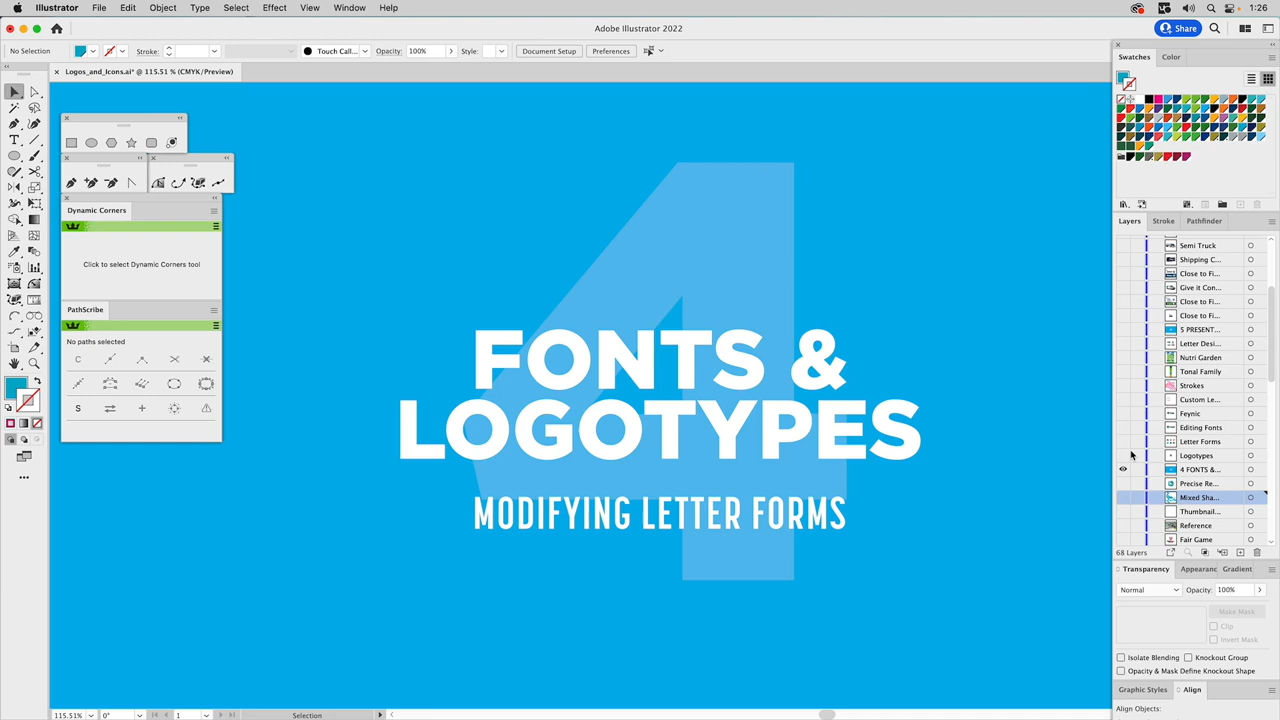 Illustrator File Edit Object Type Select Effect View Window Help 1:26
Adobe Illustrator 2022
Share
No Selection Stroke: Touch Call... Opacity: 100% Style: Document Setup Preferences
Logos_and_Icons.ai* @ 115.51 % (CMYK/Preview)
Swatches Color
Dynamic Corners
Click to select Dynamic Corners tool
PathScribe
No paths selected
4
FONTS &
LOGOTYPES
MODIFYING LETTER FORMS
Layers Stroke Pathfinder
Semi Truck
Shipping C...
Close to Fi...
Give it Con...
Close to Fi...
Close to Fi...
5 PRESENT...
Letter Desi...
Nutri Garden
Tonal Family
Strokes
Custom Le...
Feynic
Editing Fonts
Letter Forms
Logotypes
4 FONTS &...
Precise Re...
Mixed Sha...
Thumbnail...
Reference
Fair Game
68 Layers
Transparency Appearanc Gradient
Normal Opacity: 100%
Make Mask
Clip
Invert Mask
Isolate Blending Knockout Group
Opacity & Mask Define Knockout Shape
Graphic Styles Align
Align Objects:
115.51% 0° 1 Selection